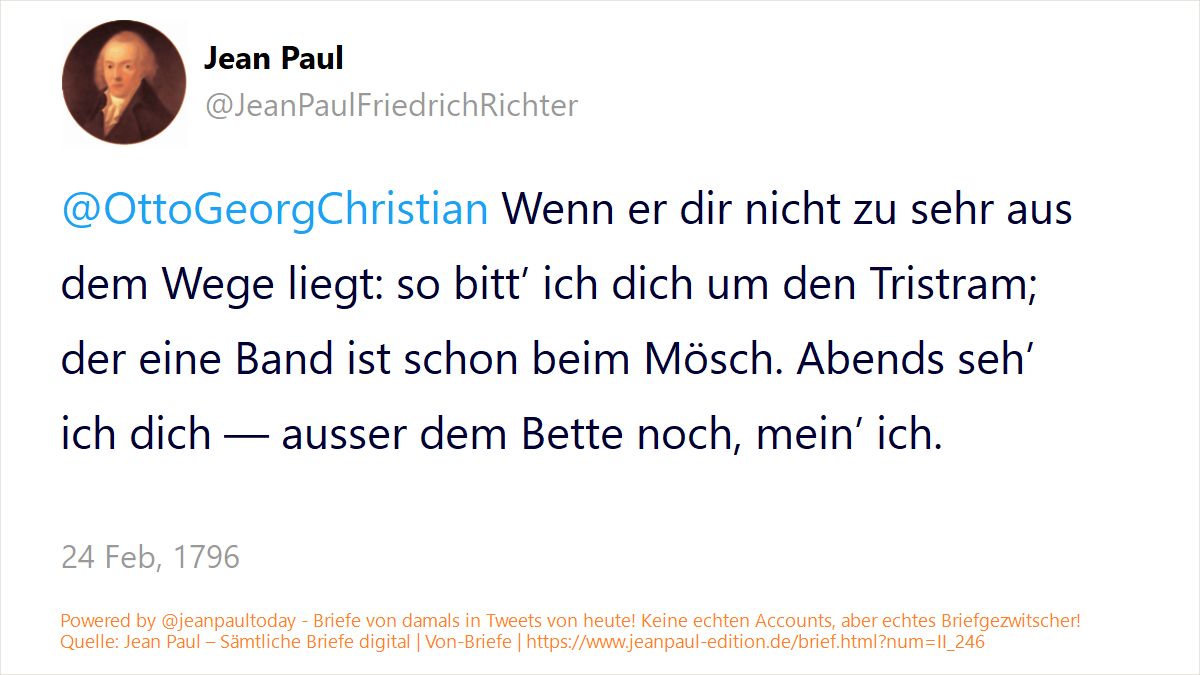 Jean Paul
@JeanPaulFriedrichRichter
@OttoGeorgChristian Wenn er dir nicht zu sehr aus
dem Wege liegt: so bitt’ ich dich um den Tristram;
der eine Band ist schon beim Mösch. Abends seh’
ich dich — ausser dem Bette noch, mein’ ich.
24 Feb, 1796
Powered by @jeanpaultoday - Briefe von damals in Tweets von heute! Keine echten Accounts, aber echtes Briefgezwitscher!
Quelle: Jean Paul – Sämtliche Briefe digital | Von-Briefe | https://www.jeanpaul-edition.de/brief.html?num=II_246